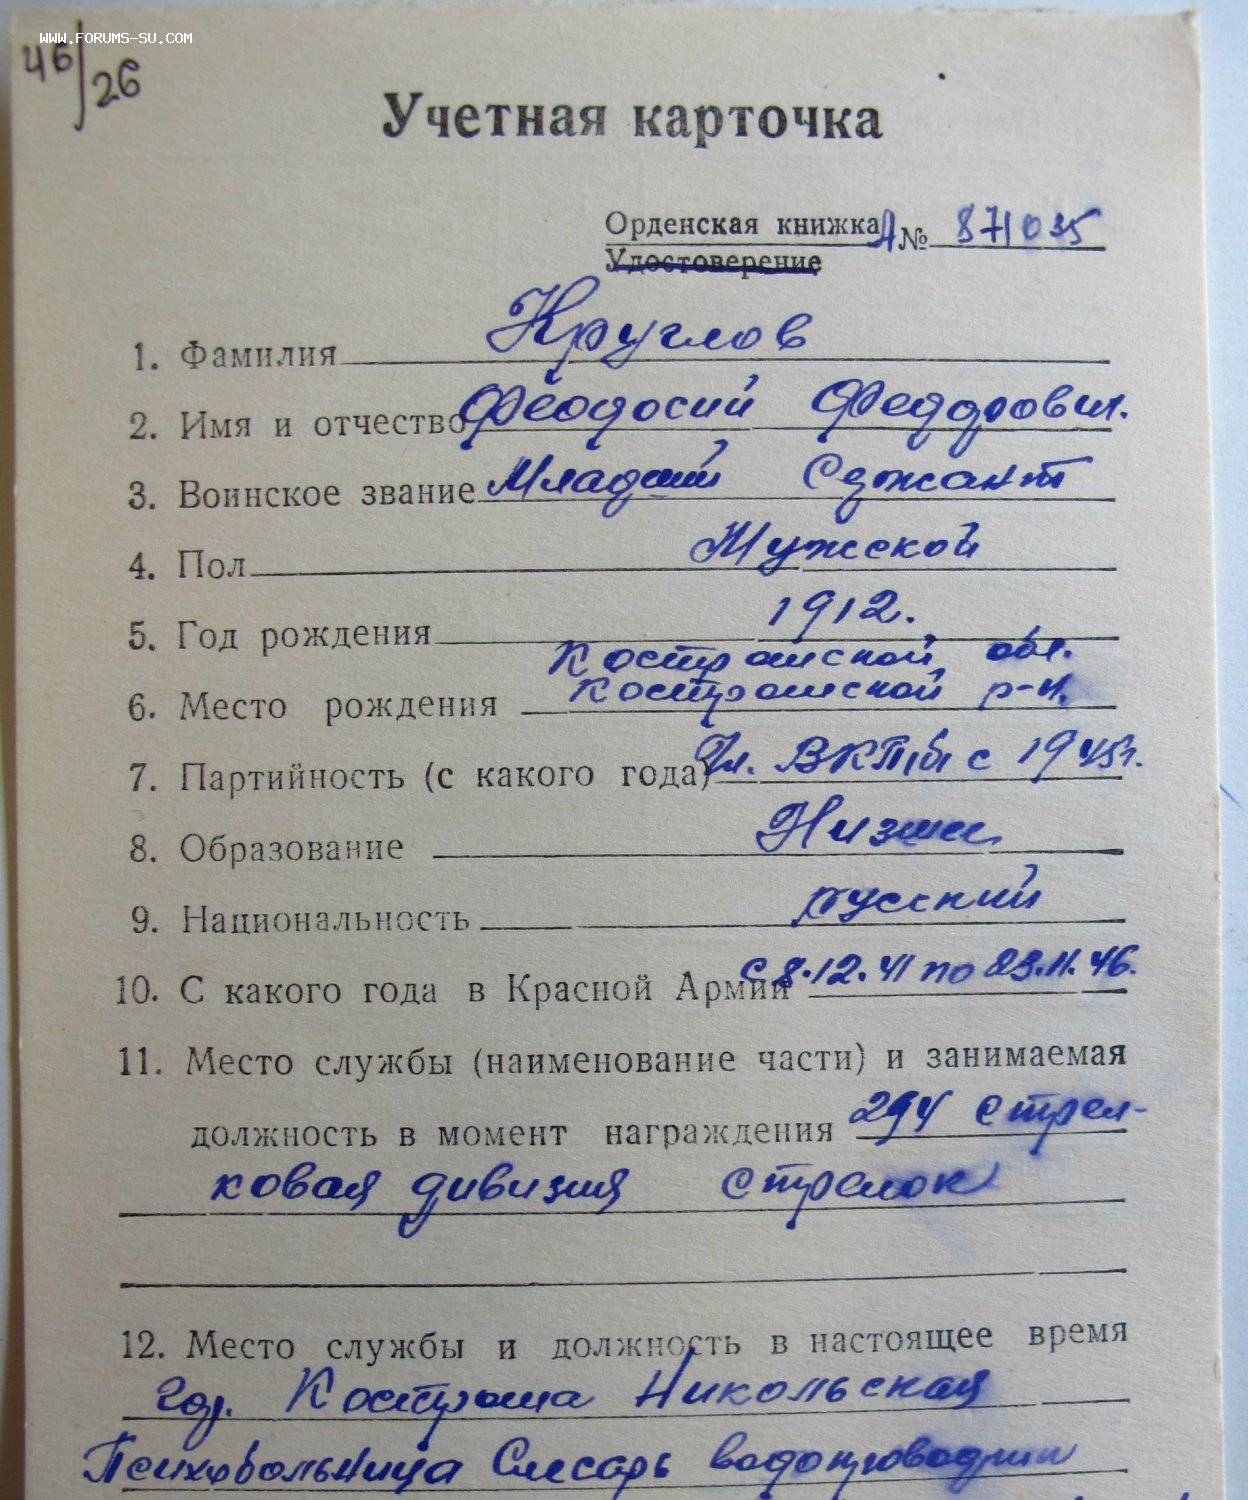 WWW.FORUMS-SU.COM
46/26
Учетная карточка
Орденская книжка А № 871035
Удостоверение
1. Фамилия Круглов
2. Имя и отчество Феодосий Федорович.
3. Воинское звание Младший Сержант
4. Пол Мужской
5. Год рождения 1912.
Костромской обл.
6. Место рождения Костромской р-н.
7. Партийность (с какого года) Чл. ВКП/б/ с 1945г.
8. Образование Низшее
9. Национальность русский
10. С какого года в Красной Армии с 8.12.41 по 23.11.46.
11. Место службы (наименование части) и занимаемая
должность в момент награждения 294 стрел-
ковая дивизия стрелок
12. Место службы и должность в настоящее время
гор. Кострома Никольская
Психобольница Слесарь водопроводчик